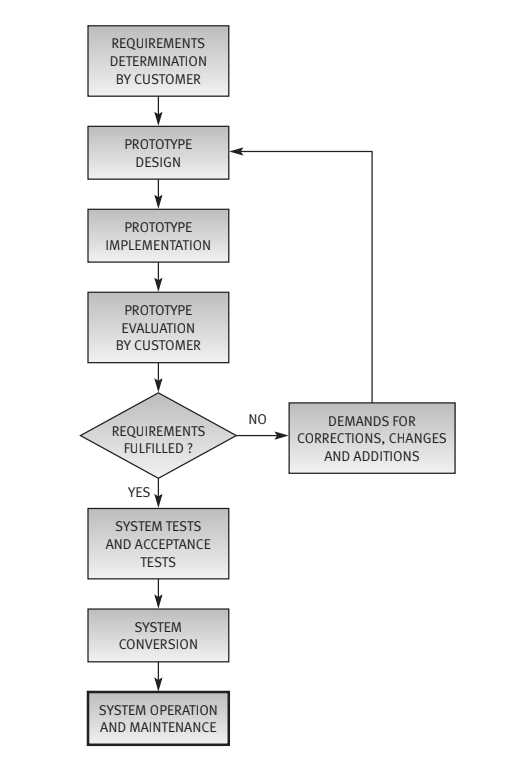 REQUIREMENTS
DETERMINATION
BY CUSTOMER
PROTOTYPE
DESIGN
PROTOTYPE
IMPLEMENTATION
PROTOTYPE
EVALUATION
BY CUSTOMER
REQUIREMENTS
FULFILLED ?
NO
DEMANDS FOR
CORRECTIONS, CHANGES
AND ADDITIONS
YES
SYSTEM TESTS
AND ACCEPTANCE
TESTS
SYSTEM
CONVERSION
SYSTEM OPERATION
AND MAINTENANCE